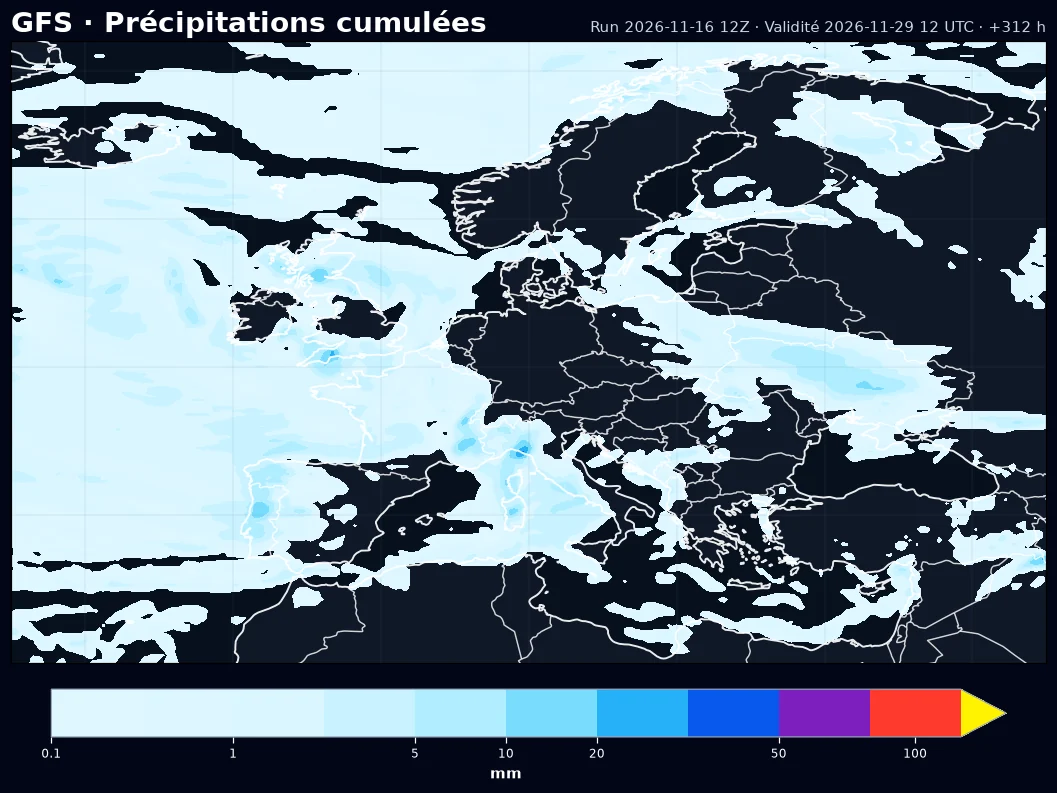 GFS · Précipitations cumulées
Run 2026-11-16 12Z · Validité 2026-11-29 12 UTC · +312 h
0.1 1 5 10 20 50 100
mm